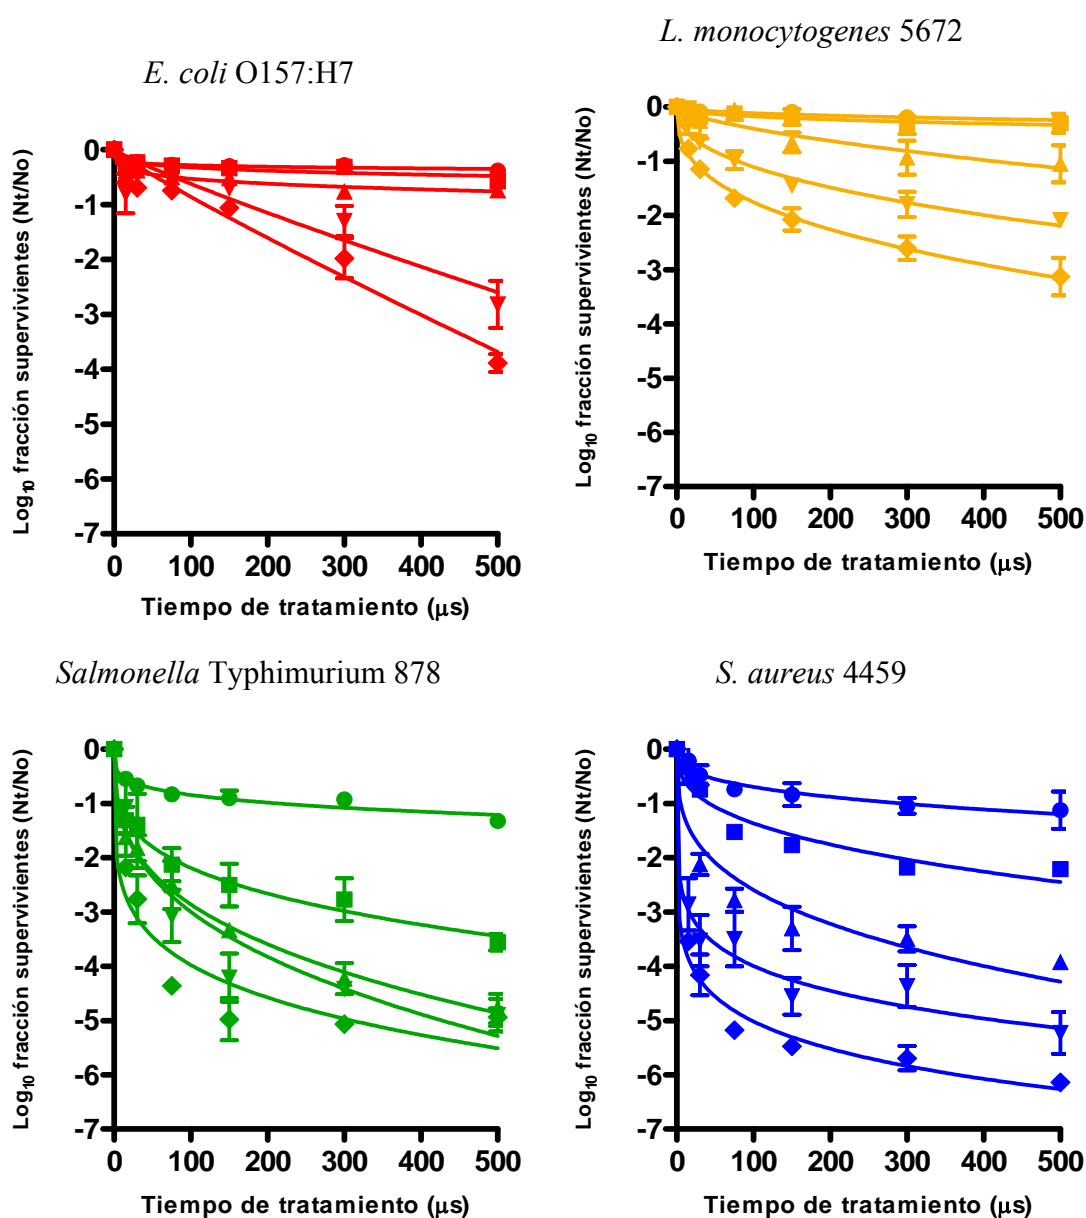 E. coli O157:H7
Log10 fracción supervivientes (Nt/No)
0
-1
-2
-3
-4
-5
-6
-7
0 100 200 300 400 500
Tiempo de tratamiento (μs)
L. monocytogenes 5672
Log10 fracción supervivientes (Nt/No)
0
-1
-2
-3
-4
-5
-6
-7
0 100 200 300 400 500
Tiempo de tratamiento (μs)
Salmonella Typhimurium 878
Log10 fracción supervivientes (Nt/No)
0
-1
-2
-3
-4
-5
-6
-7
0 100 200 300 400 500
Tiempo de tratamiento (μs)
S. aureus 4459
Log10 fracción supervivientes (Nt/No)
0
-1
-2
-3
-4
-5
-6
-7
0 100 200 300 400 500
Tiempo de tratamiento (μs)